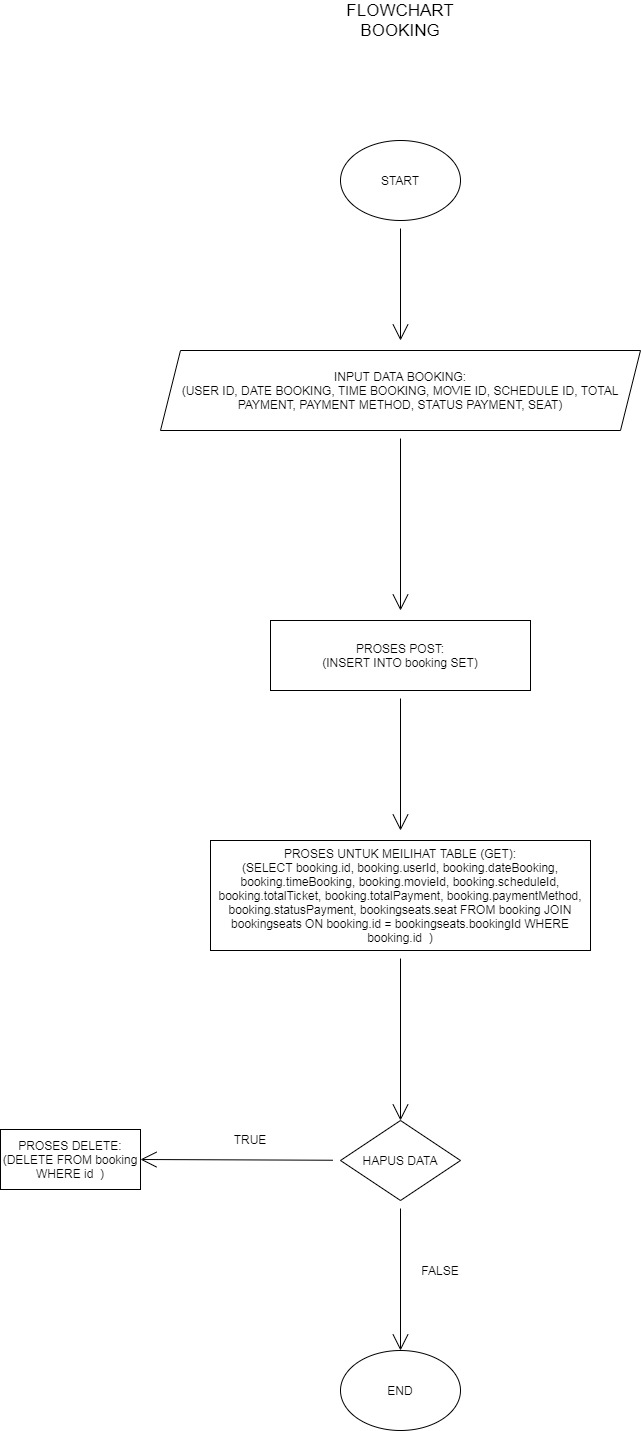 FLOWCHART
BOOKING
START
INPUT DATA BOOKING:
(USER ID, DATE BOOKING, TIME BOOKING, MOVIE ID, SCHEDULE ID, TOTAL
PAYMENT, PAYMENT METHOD, STATUS PAYMENT, SEAT)
PROSES POST:
(INSERT INTO booking SET)
PROSES UNTUK MEILIHAT TABLE (GET):
(SELECT booking.id, booking.userId, booking.dateBooking,
booking.timeBooking, booking.movieId, booking.scheduleId,
booking.totalTicket, booking.totalPayment, booking.paymentMethod,
booking.statusPayment, bookingseats.seat FROM booking JOIN
bookingseats ON booking.id = bookingseats.bookingId WHERE
booking.id  )
TRUE
PROSES DELETE:
(DELETE FROM booking
WHERE id  )
HAPUS DATA
FALSE
END